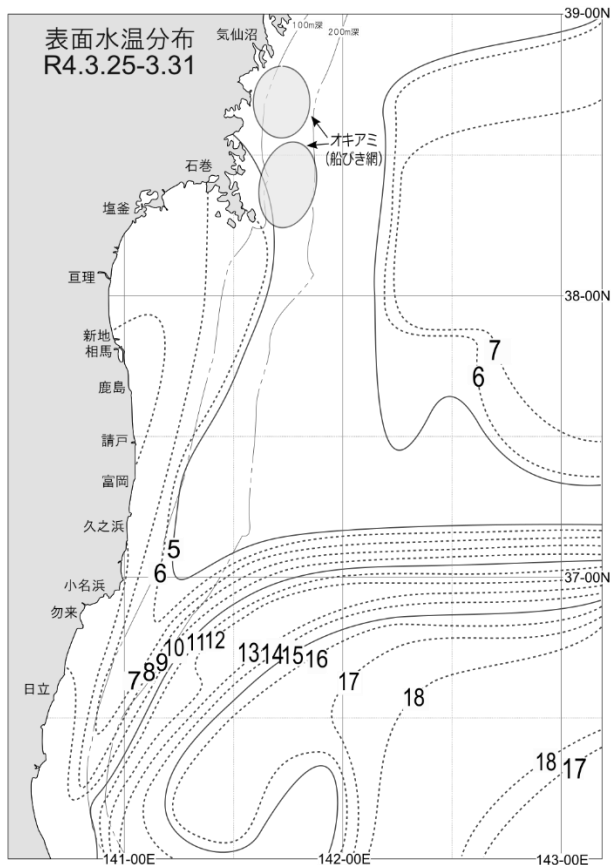 表面水温分布
R4.3.25-3.31
気仙沼
100m深
200m深
39-00N
オキアミ
(船びき網)
石巻
塩釜
亘理
38-00N
新地
相馬
7
6
鹿島
請戸
富岡
久之浜
5
6
37-00N
小名浜
勿来
7 8 9 10 11 12 13 14 15 16
17
18
日立
18 17
141-00E
142-00E
143-00E